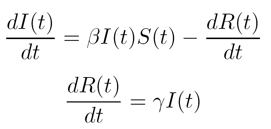 dI(t)/dt = βI(t)S(t) − dR(t)/dt
dR(t)/dt = γI(t)